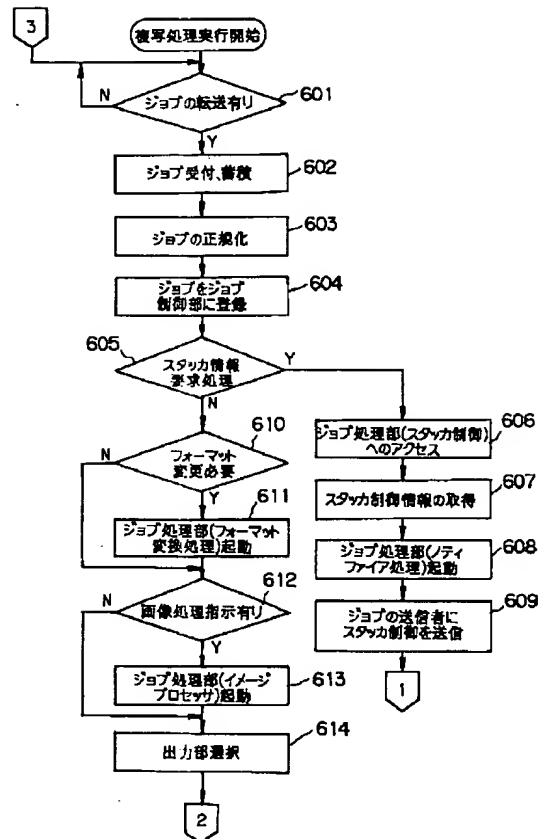 3
複写処理実行開始
N
ジョブの転送有り
601
Y
ジョブ受付、蓄積
602
ジョブの正規化
603
ジョブをジョブ
制御部に登録
604
605
スタッカ情報
要求処理
Y
N
ジョブ処理部(スタッカ制御)
へのアクセス
606
スタッカ制御情報の取得
607
ジョブ処理部(ノティ
ファイア処理)起動
608
ジョブの送信者に
スタッカ制御を送信
609
1
N
フォーマット
変更必要
610
Y
ジョブ処理部(フォーマット
変換処理)起動
611
N
画像処理指示有り
612
Y
ジョブ処理部(イメージ
プロセッサ)起動
613
出力部選択
614
2